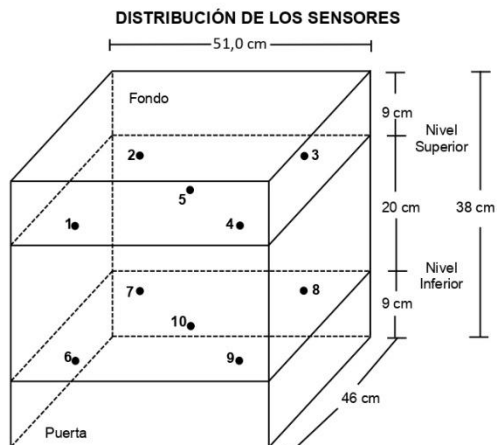 DISTRIBUCIÓN DE LOS SENSORES
51,0 cm
Fondo
9 cm
Nivel
Superior
2
3
5
1
4
20 cm
38 cm
Nivel
Inferior
7
8
9 cm
10
6
9
46 cm
Puerta